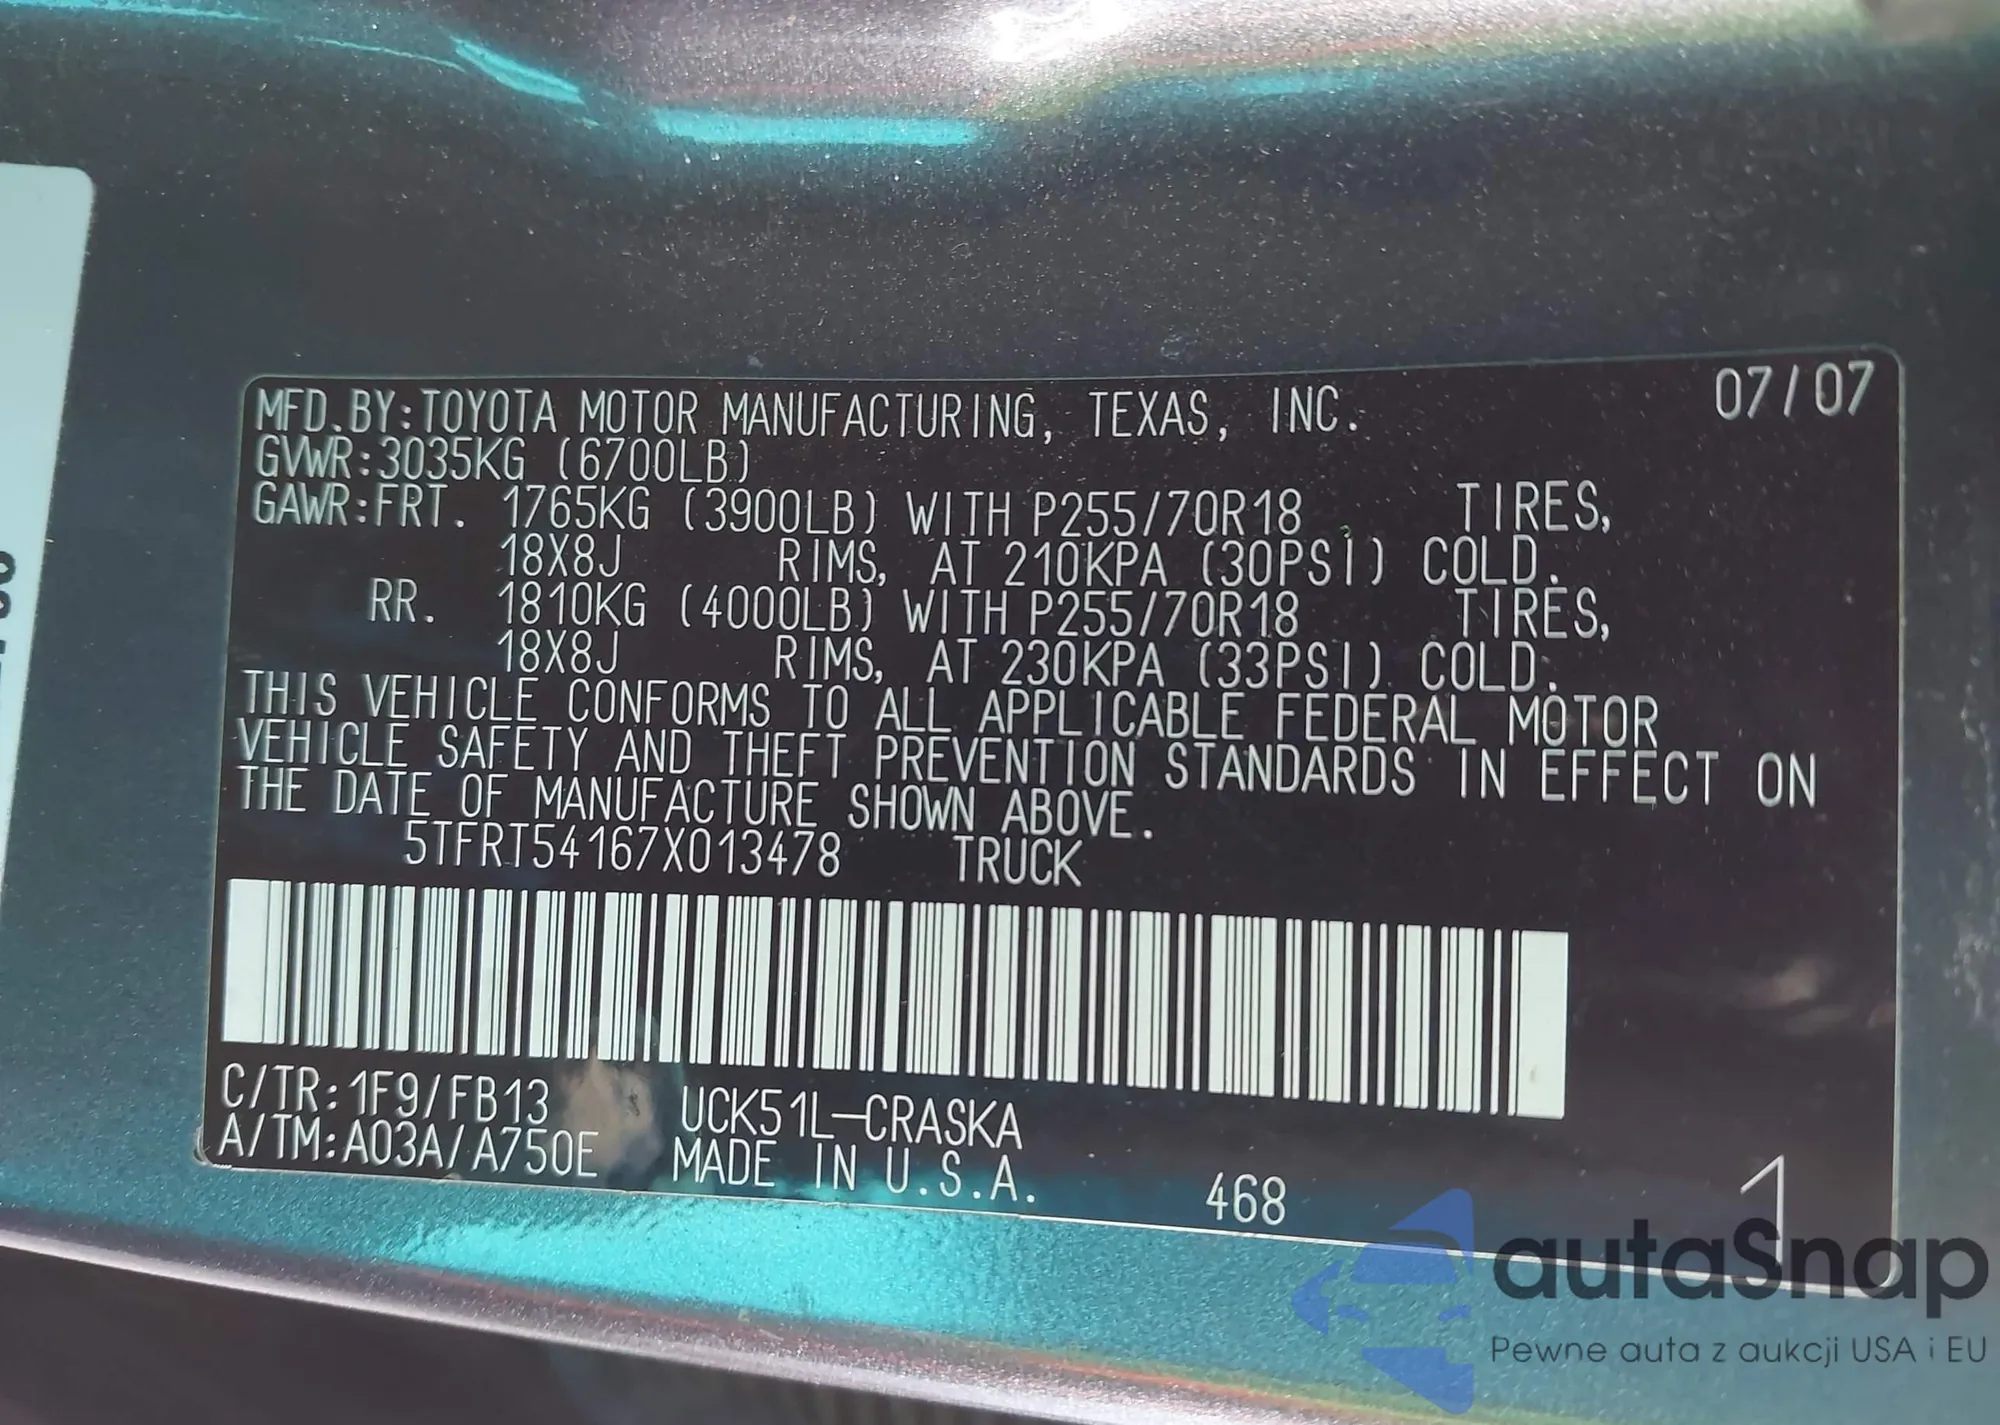 MFD.BY:TOYOTA MOTOR MANUFACTURING, TEXAS, INC. 07/07
GVWR:3035KG (6700LB)
GAWR:FRT. 1765KG (3900LB) WITH P255/70R18 TIRES,
18X8J RIMS, AT 210KPA (30PSI) COLD.
RR. 1810KG (4000LB) WITH P255/70R18 TIRES,
18X8J RIMS, AT 230KPA (33PSI) COLD.
THIS VEHICLE CONFORMS TO ALL APPLICABLE FEDERAL MOTOR
VEHICLE SAFETY AND THEFT PREVENTION STANDARDS IN EFFECT ON
THE DATE OF MANUFACTURE SHOWN ABOVE.
5TFRT54167X013478 TRUCK
C/TR:1F9/FB13 UCK51L-CRASKA
A/TM:A03A/A750E MADE IN U.S.A. 468 1
autaSnap
Pewne auta z aukcji USA i EU